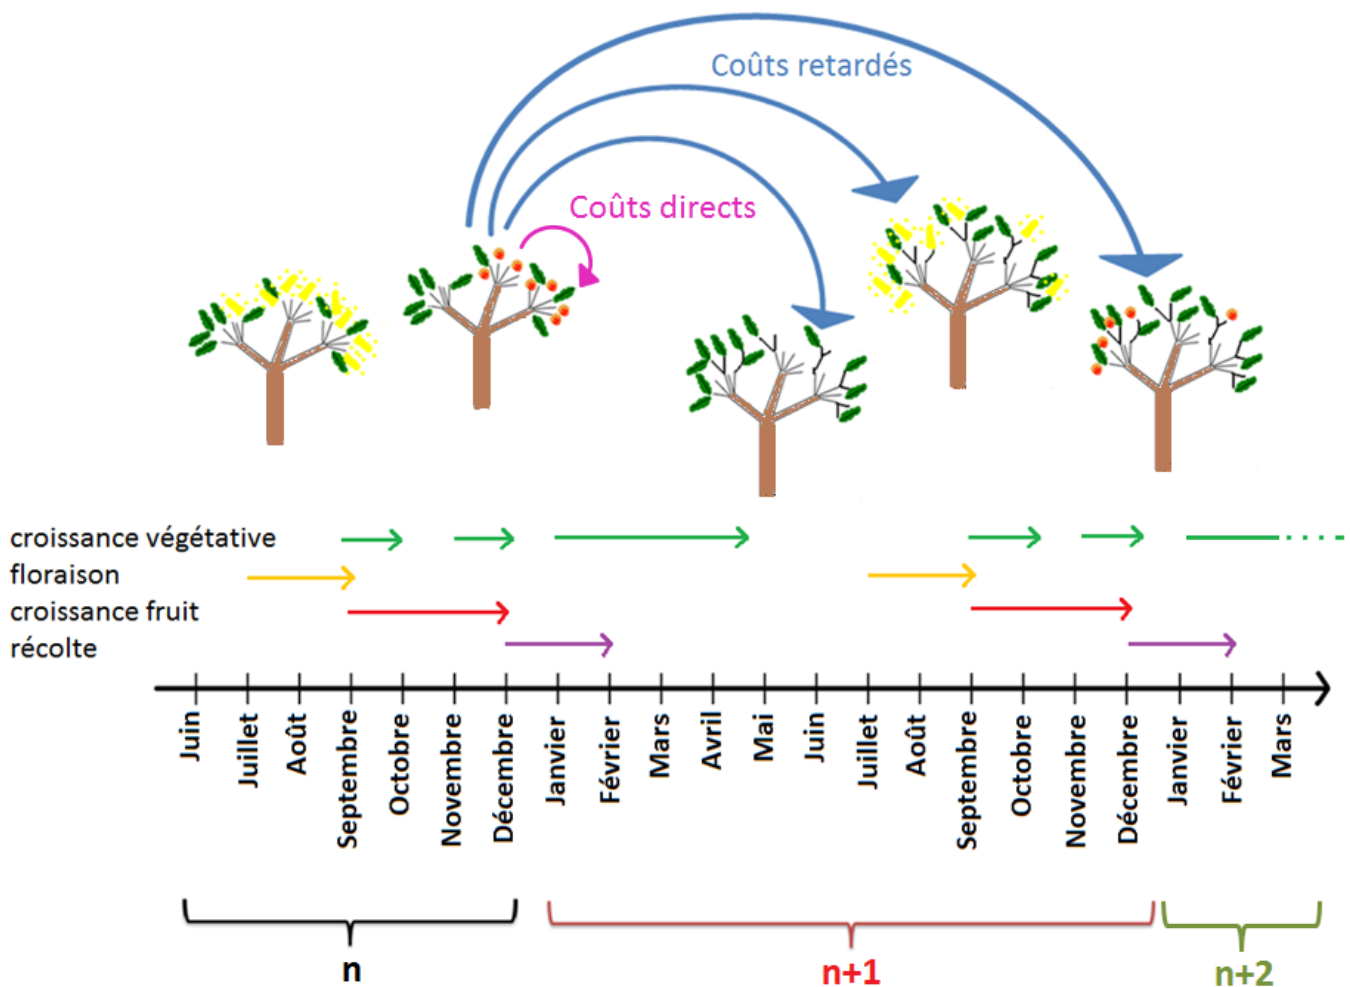 Coûts retardés
Coûts directs
croissance végétative
floraison
croissance fruit
récolte
Juin
Juillet
Août
Septembre
Octobre
Novembre
Décembre
Janvier
Février
Mars
Avril
Mai
Juin
Juillet
Août
Septembre
Octobre
Novembre
Décembre
Janvier
Février
Mars
n
n+1
n+2